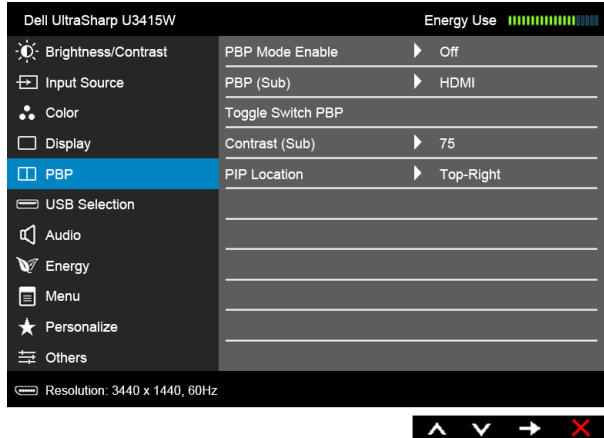 Dell UltraSharp U3415W Energy Use
Brightness/Contrast
Input Source
Color
Display
PBP
USB Selection
Audio
Energy
Menu
Personalize
Others
PBP Mode Enable Off
PBP (Sub) HDMI
Toggle Switch PBP
Contrast (Sub) 75
PIP Location Top-Right
Resolution: 3440 x 1440, 60Hz